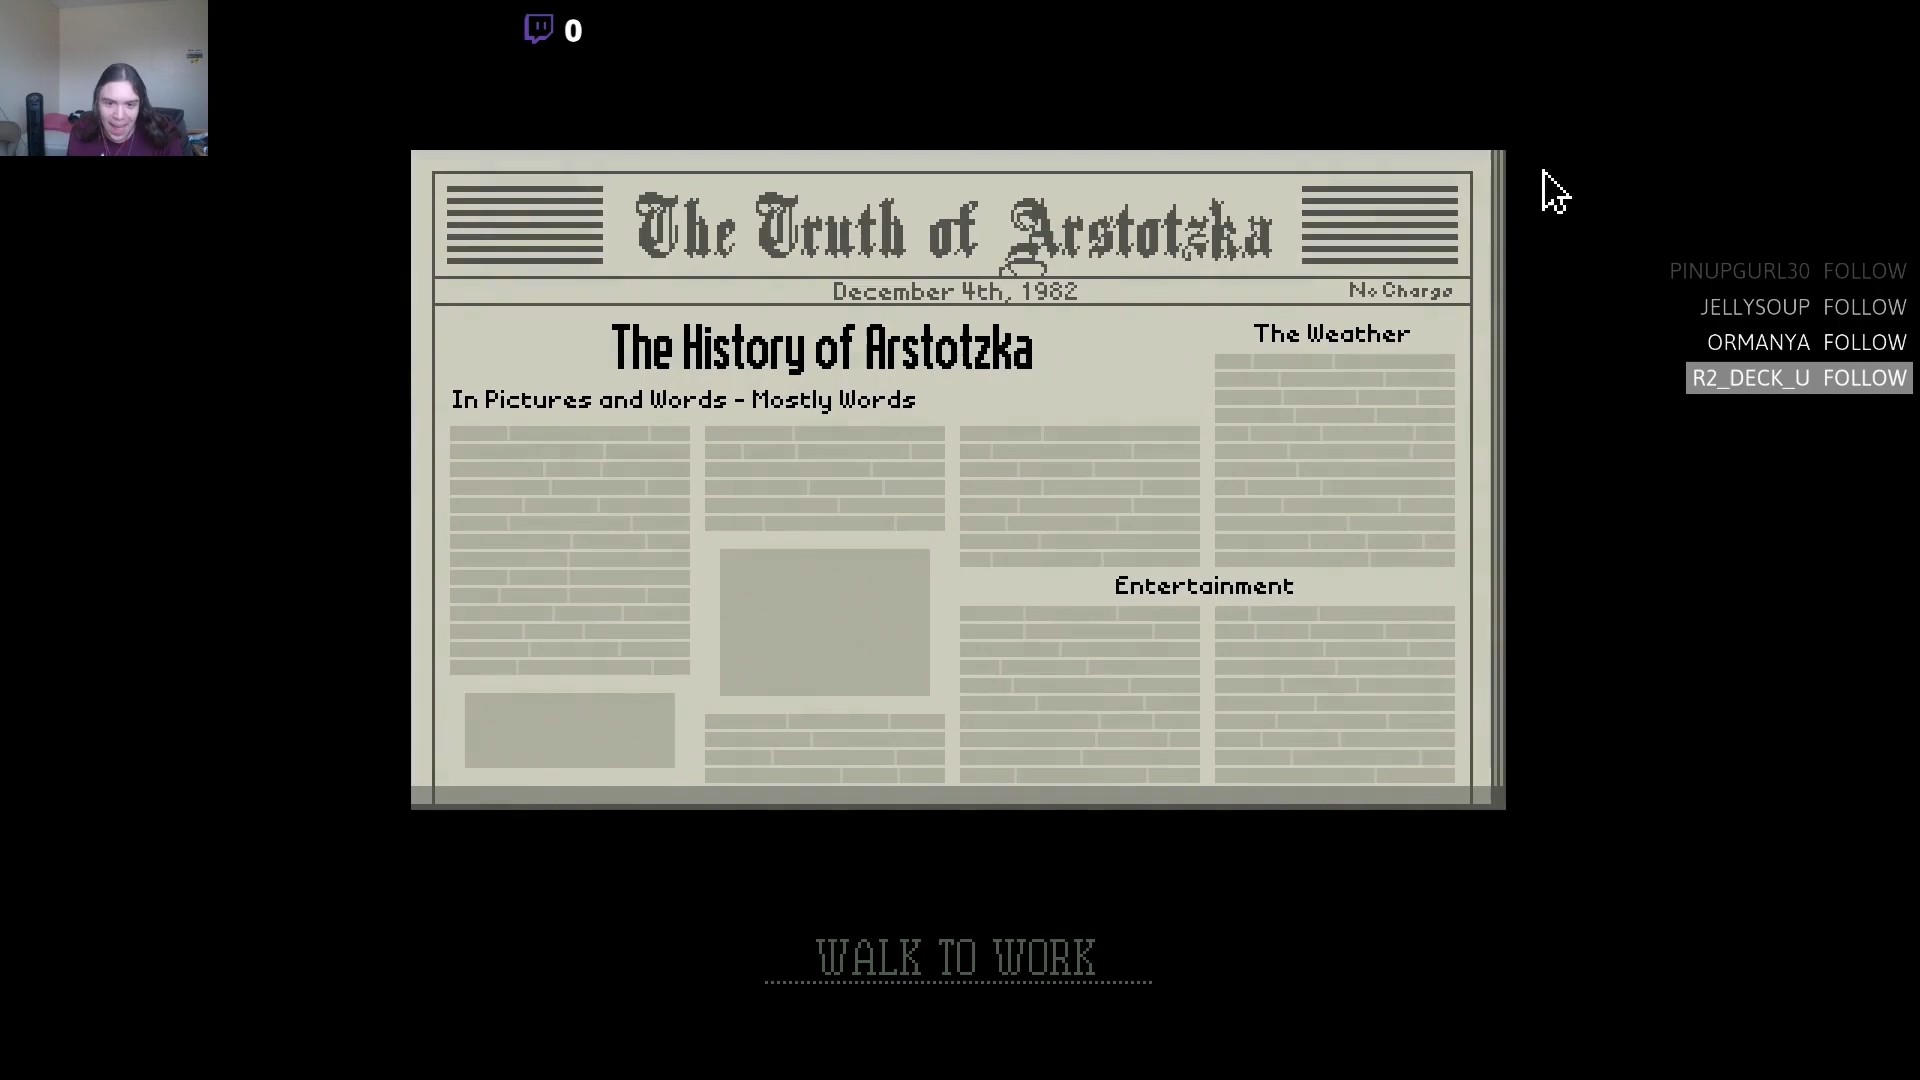 0
The Truth of Arstotzka
December 4th, 1982
No Charge
The History of Arstotzka
In Pictures and Words - Mostly Words
The Weather
Entertainment
WALK TO WORK
PINUPGURL30 FOLLOW
JELLYSOUP FOLLOW
ORMANYA FOLLOW
R2_DECK_U FOLLOW